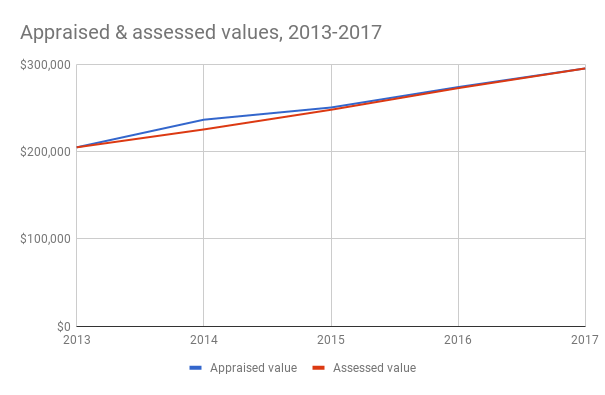 Appraised & assessed values, 2013-2017
$300,000
$200,000
$100,000
$0
2013 2014 2015 2016 2017
Appraised value Assessed value